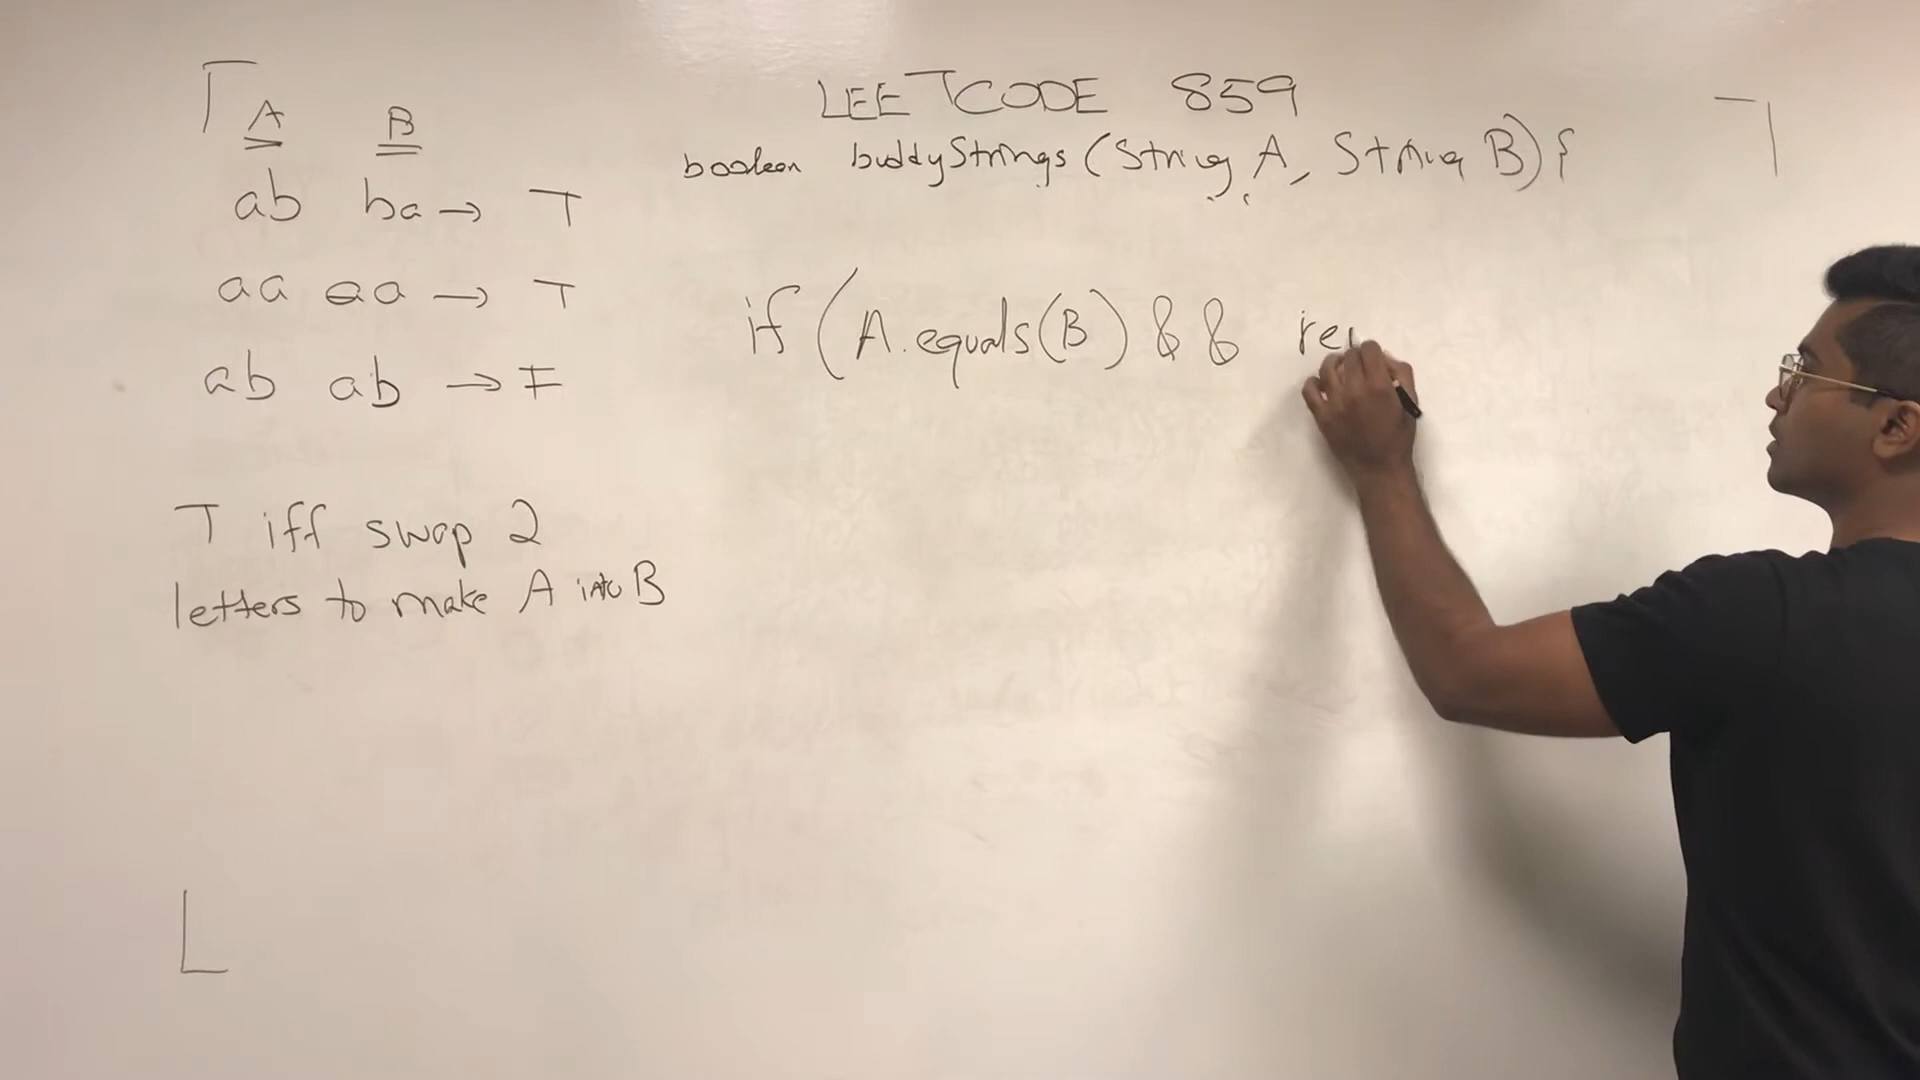 LEETCODE 859
boolean buddyStrings (String A, String B) {
A B
ab ba → T
aa aa → T
ab ab → F
T iff swap 2
letters to make A into B
if (A.equals(B) &&